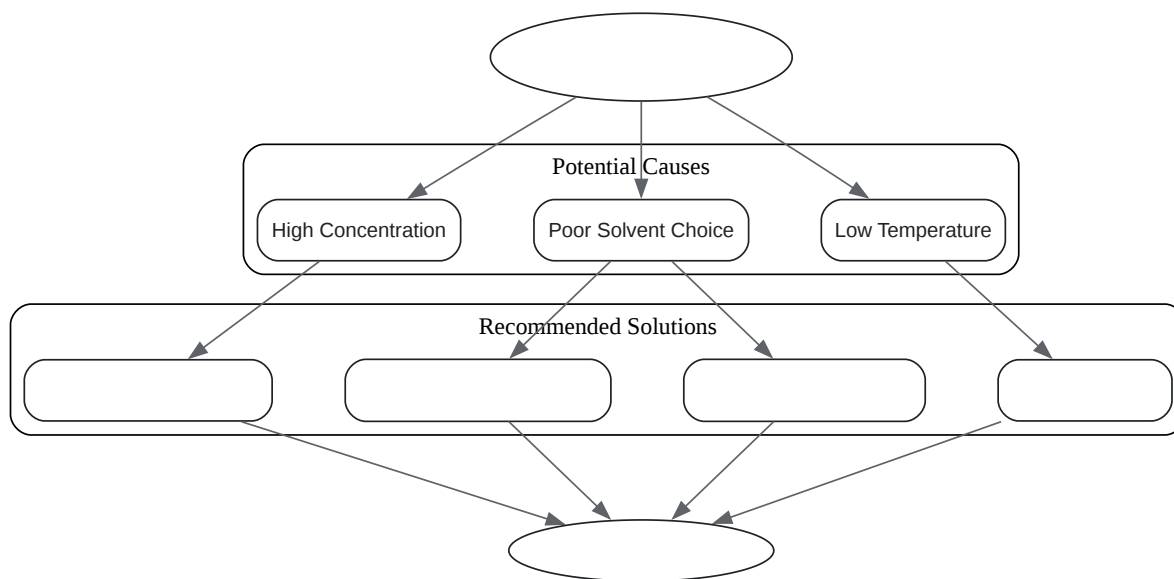 Potential Causes
High Concentration
Poor Solvent Choice
Low Temperature
Recommended Solutions